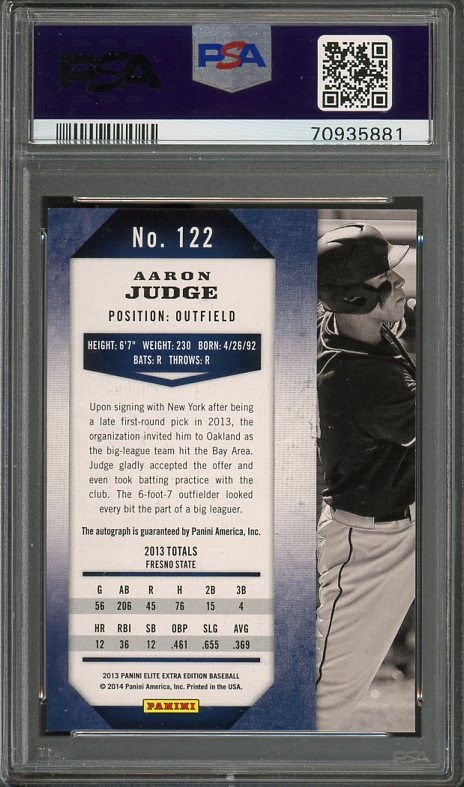 PSA
PSA
70935881
No. 122
AARON
JUDGE
POSITION: OUTFIELD
HEIGHT: 6'7" WEIGHT: 230 BORN: 4/26/92
BATS: R THROWS: R
Upon signing with New York after being
a late first-round pick in 2013, the
organization invited him to Oakland as
the big-league team hit the Bay Area.
Judge gladly accepted the offer and
even took batting practice with the
club. The 6-foot-7 outfielder looked
every bit the part of a big leaguer.
The autograph is guaranteed by Panini America, Inc.
2013 TOTALS
FRESNO STATE
G AB R H 2B 3B
56 206 45 76 15 4
HR RBI SB OBP SLG AVG
12 36 12 .461 .655 .369
2013 PANINI ELITE EXTRA EDITION BASEBALL
© 2014 Panini America, Inc. Printed in the USA.
PANINI
PSA